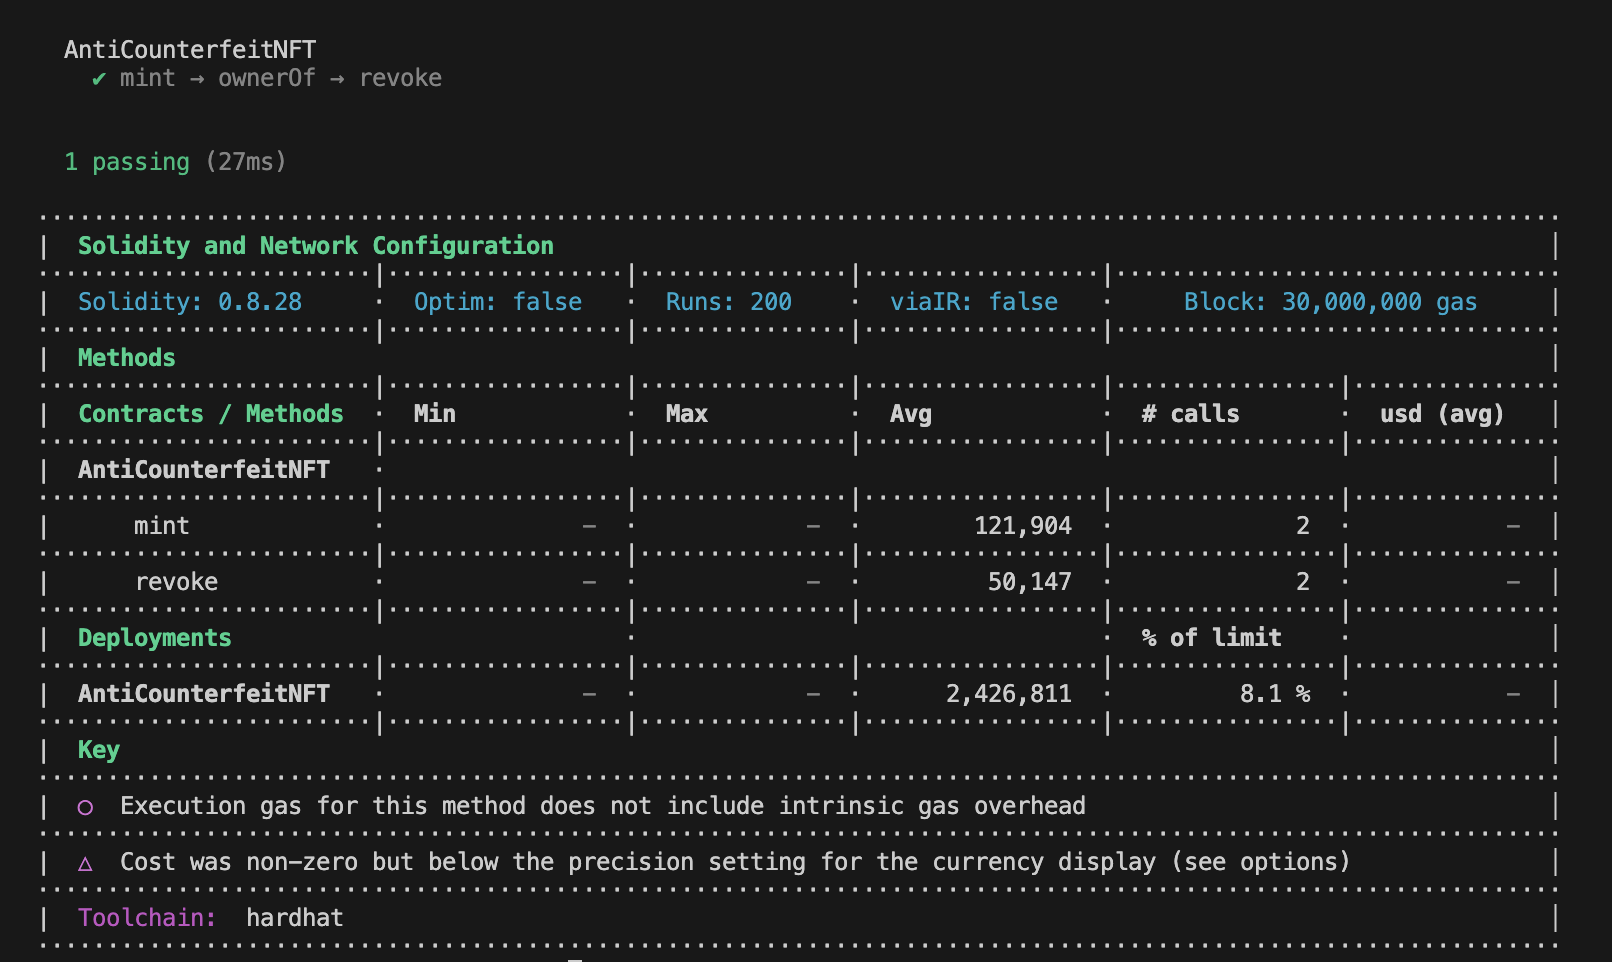 AntiCounterfeitNFT
✔ mint → ownerOf → revoke
1 passing (27ms)
Solidity and Network Configuration
Solidity: 0.8.28 · Optim: false · Runs: 200 · viaIR: false · Block: 30,000,000 gas
Methods
Contracts / Methods · Min · Max · Avg · # calls · usd (avg)
AntiCounterfeitNFT ·
mint · - · - · 121,904 · 2 · -
revoke · - · - · 50,147 · 2 · -
Deployments · · % of limit ·
AntiCounterfeitNFT · - · - · 2,426,811 · 8.1 % · -
Key
◯ Execution gas for this method does not include intrinsic gas overhead
△ Cost was non-zero but below the precision setting for the currency display (see options)
Toolchain: hardhat